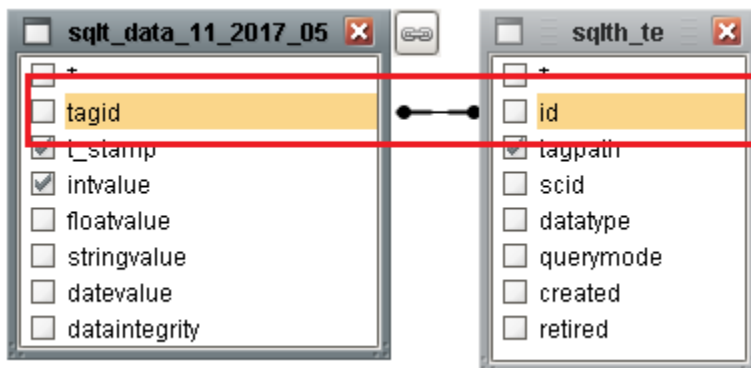 sqlt_data_11_2017_05
*
tagid
t_stamp
intvalue
floatvalue
stringvalue
datevalue
dataintegrity
sqlth_te
*
id
tagpath
scid
datatype
querymode
created
retired